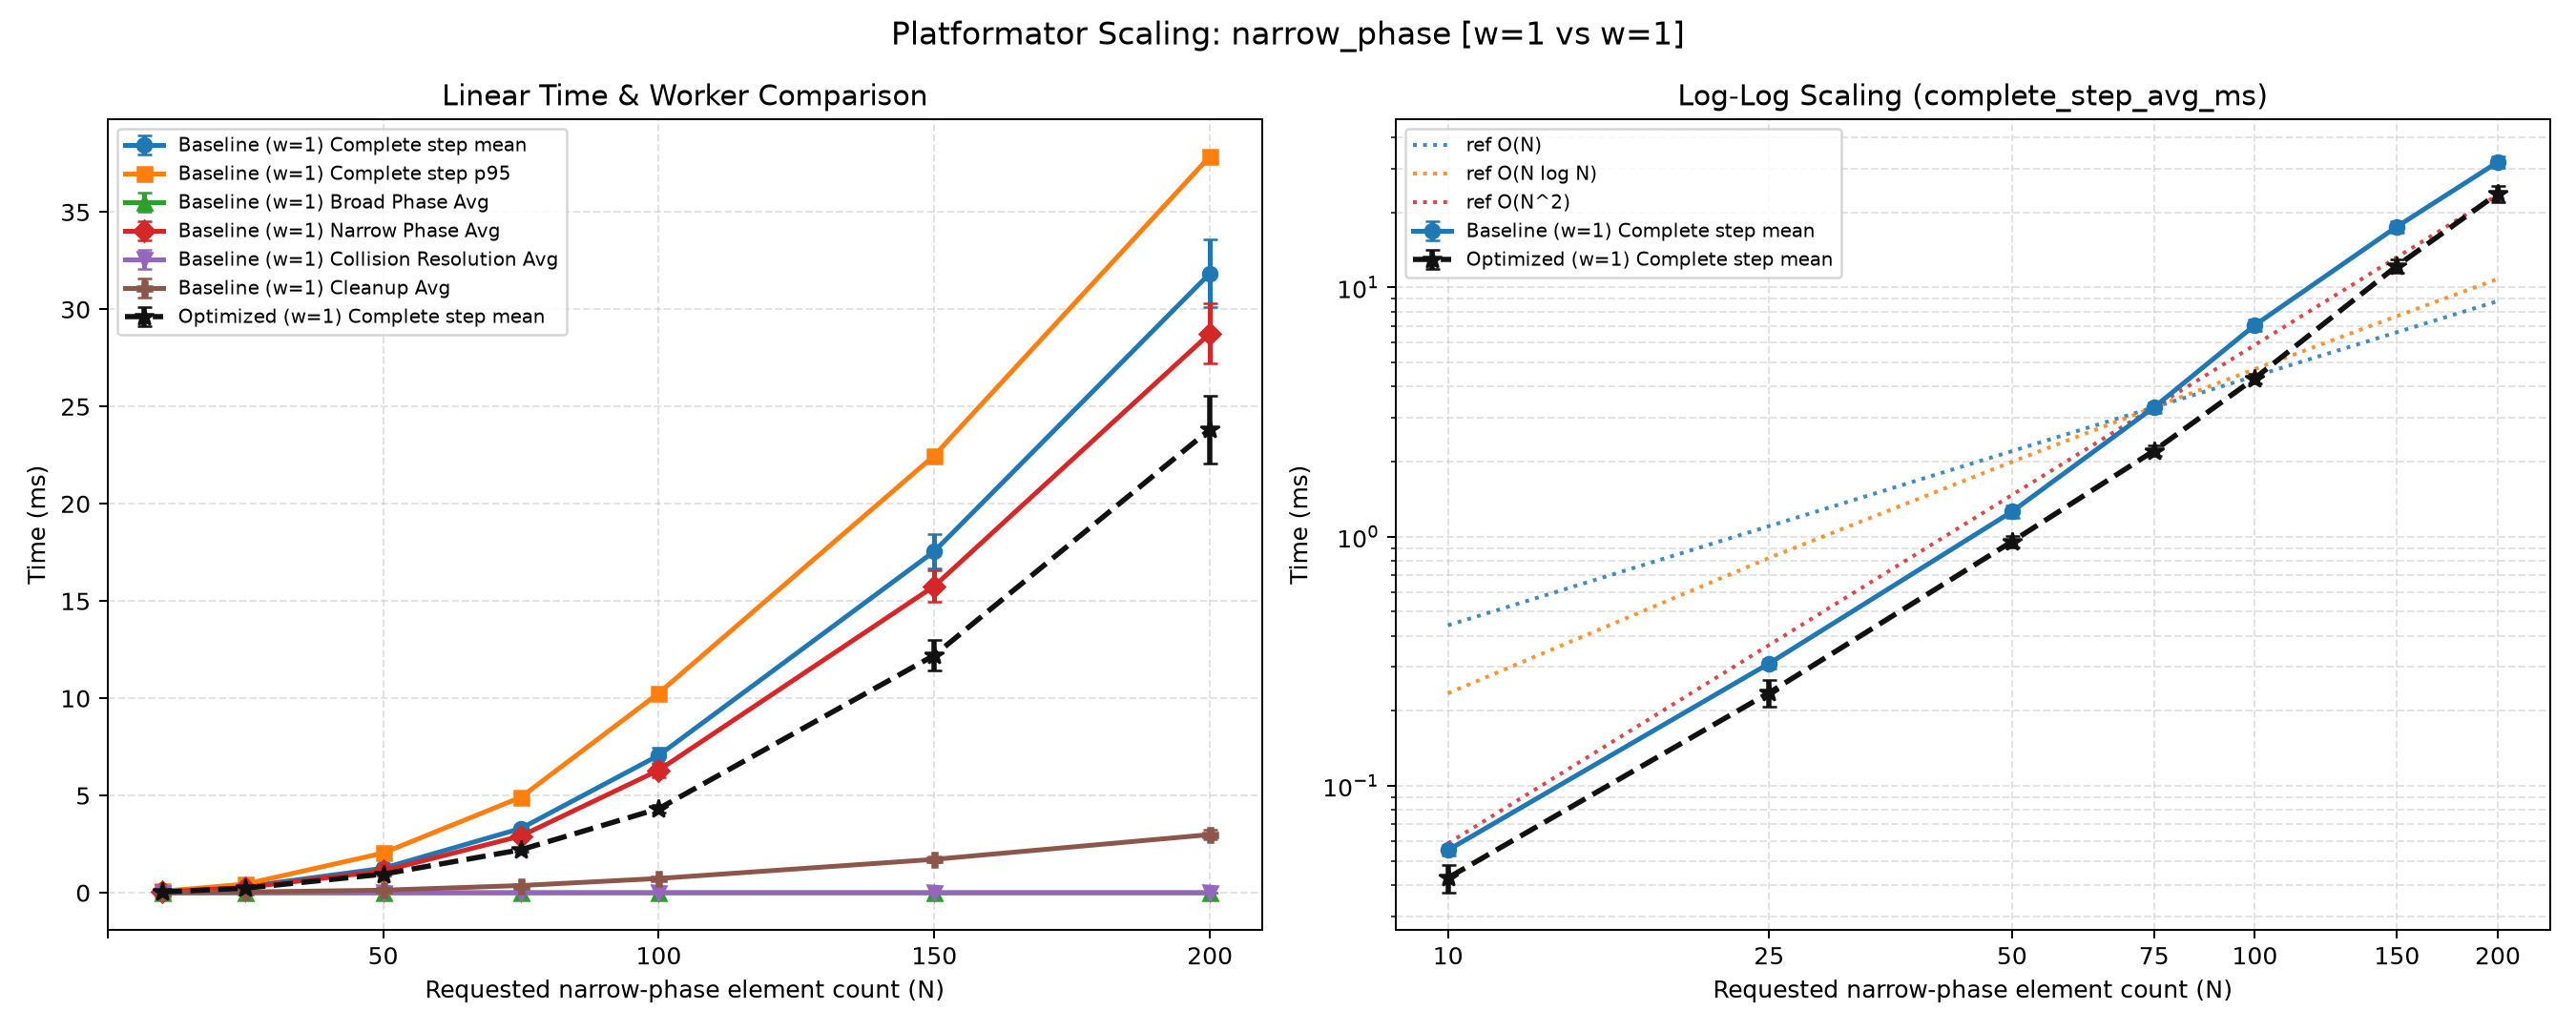 Platformator Scaling: narrow_phase [w=1 vs w=1]
Linear Time & Worker Comparison
Baseline (w=1) Complete step mean
Baseline (w=1) Complete step p95
Baseline (w=1) Broad Phase Avg
Baseline (w=1) Narrow Phase Avg
Baseline (w=1) Collision Resolution Avg
Baseline (w=1) Cleanup Avg
Optimized (w=1) Complete step mean
35
30
25
20
15
10
5
0
Time (ms)
50 100 150 200
Requested narrow-phase element count (N)
Log-Log Scaling (complete_step_avg_ms)
ref O(N)
ref O(N log N)
ref O(N^2)
Baseline (w=1) Complete step mean
Optimized (w=1) Complete step mean
10¹
10⁰
10⁻¹
Time (ms)
10 25 50 75 100 150 200
Requested narrow-phase element count (N)